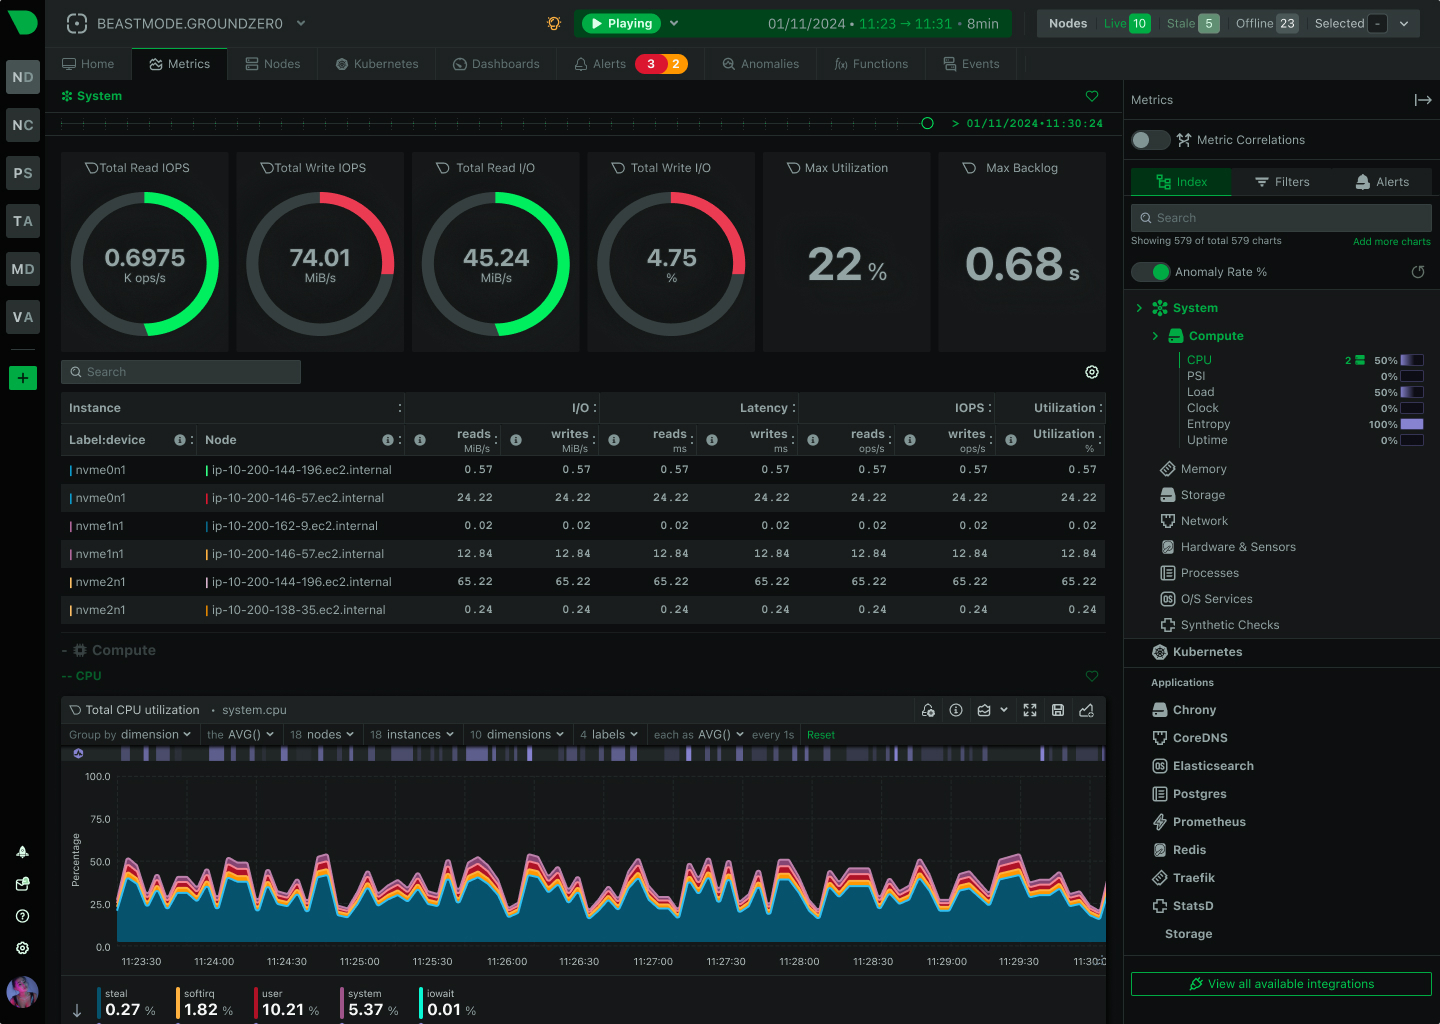 BEASTMODE.GROUNDZER0
Playing
01/11/2024 • 11:23 → 11:31 • 8min
Nodes Live 10 Stale 5 Offline 23 Selected -
Home Metrics Nodes Kubernetes Dashboards Alerts 3 2 Anomalies f(x) Functions Events
ND
NC
PS
TA
MD
VA
+
System
> 01/11/2024•11:30:24
Total Read IOPS
0.6975
K ops/s
Total Write IOPS
74.01
MiB/s
Total Read I/O
45.24
MiB/s
Total Write I/O
4.75
%
Max Utilization
22 %
Max Backlog
0.68 s
Search
Instance I/O Latency IOPS Utilization
Label:device Node reads MiB/s writes MiB/s reads ms writes ms reads ops/s writes ops/s Utilization %
nvme0n1 ip-10-200-144-196.ec2.internal 0.57 0.57 0.57 0.57 0.57 0.57 0.57
nvme0n1 ip-10-200-146-57.ec2.internal 24.22 24.22 24.22 24.22 24.22 24.22 24.22
nvme1n1 ip-10-200-162-9.ec2.internal 0.02 0.02 0.02 0.02 0.02 0.02 0.02
nvme1n1 ip-10-200-146-57.ec2.internal 12.84 12.84 12.84 12.84 12.84 12.84 12.84
nvme2n1 ip-10-200-144-196.ec2.internal 65.22 65.22 65.22 65.22 65.22 65.22 65.22
nvme2n1 ip-10-200-138-35.ec2.internal 0.24 0.24 0.24 0.24 0.24 0.24 0.24
- Compute
-- CPU
Total CPU utilization • system.cpu
Group by dimension the AVG() 18 nodes 18 instances 10 dimensions 4 labels each as AVG() every 1s Reset
Percentage
100.0
75.0
50.0
25.0
0.0
11:23:30 11:24:00 11:24:30 11:25:00 11:25:30 11:26:00 11:26:30 11:27:00 11:27:30 11:28:00 11:28:30 11:29:00 11:29:30
steal
0.27 %
softirq
1.82 %
user
10.21 %
system
5.37 %
iowait
0.01 %
Metrics
Metric Correlations
Index Filters Alerts
Search
Showing 579 of total 579 charts
Add more charts
Anomaly Rate %
System
Compute
CPU 2 50%
PSI 0%
Load 50%
Clock 0%
Entropy 100%
Uptime 0%
Memory
Storage
Network
Hardware & Sensors
Processes
OS O/S Services
Synthetic Checks
Kubernetes
Applications
Chrony
CoreDNS
OS Elasticsearch
Postgres
Prometheus
Redis
Traefik
StatsD
Storage
View all available integrations